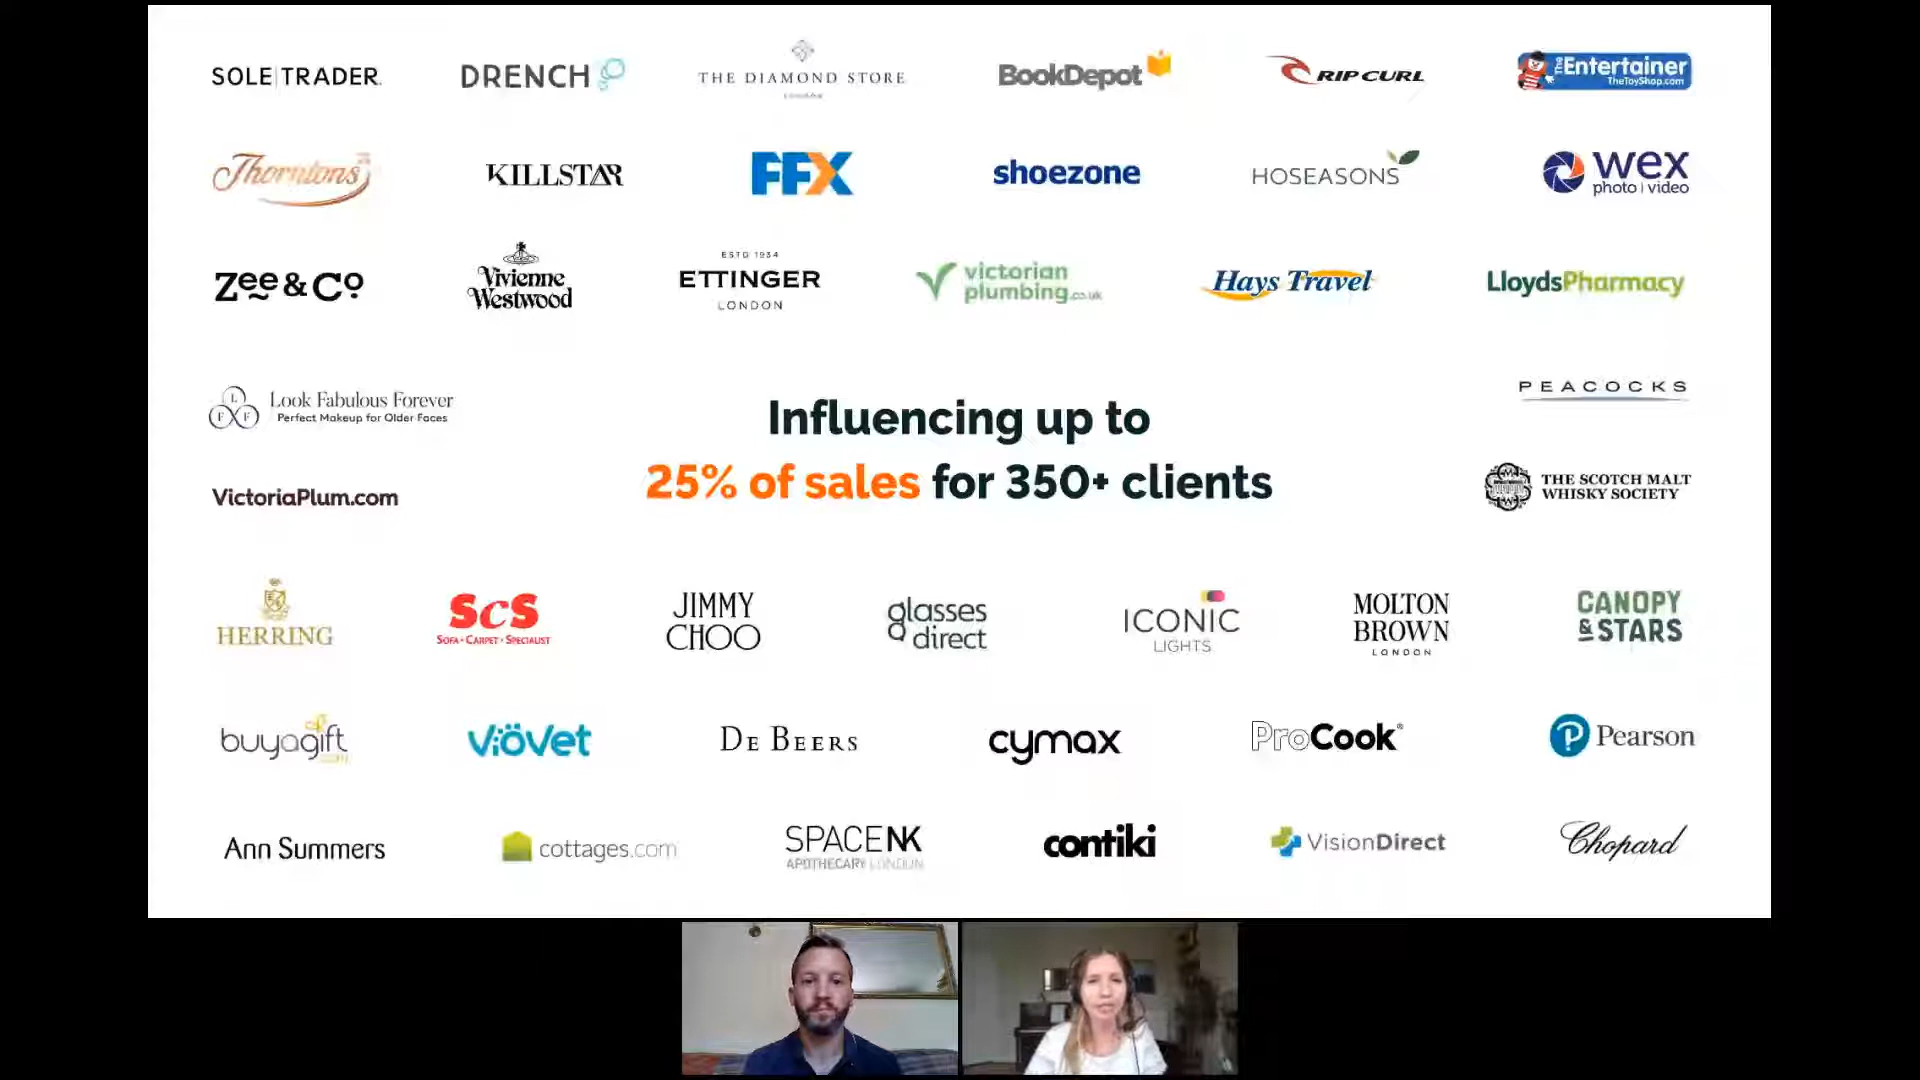 SOLE|TRADER.
DRENCH
THE DIAMOND STORE
LONDON
BookDepot
RIP CURL
The Entertainer
TheToyShop.com
Thorntons
KILLSTAR
FFX
shoezone
HOSEASONS
wex
photo | video
Zee & Co
Vivienne
Westwood
ESTD 1934
ETTINGER
LONDON
victorian
plumbing.co.uk
Hays Travel
LloydsPharmacy
L
F F
Look Fabulous Forever
Perfect Makeup for Older Faces
Influencing up to
25% of sales for 350+ clients
PEACOCKS
VictoriaPlum.com
THE SCOTCH MALT
WHISKY SOCIETY
HERRING
ScS
SOFA • CARPET • SPECIALIST
JIMMY
CHOO
glasses
direct
ICONIC
LIGHTS
MOLTON
BROWN
LONDON
CANOPY
& STARS
buyagift
.com
ViöVet
DE BEERS
cymax
ProCook®
P Pearson
Ann Summers
cottages.com
SPACENK
APOTHECARY LONDON
contiki
VisionDirect
Chopard